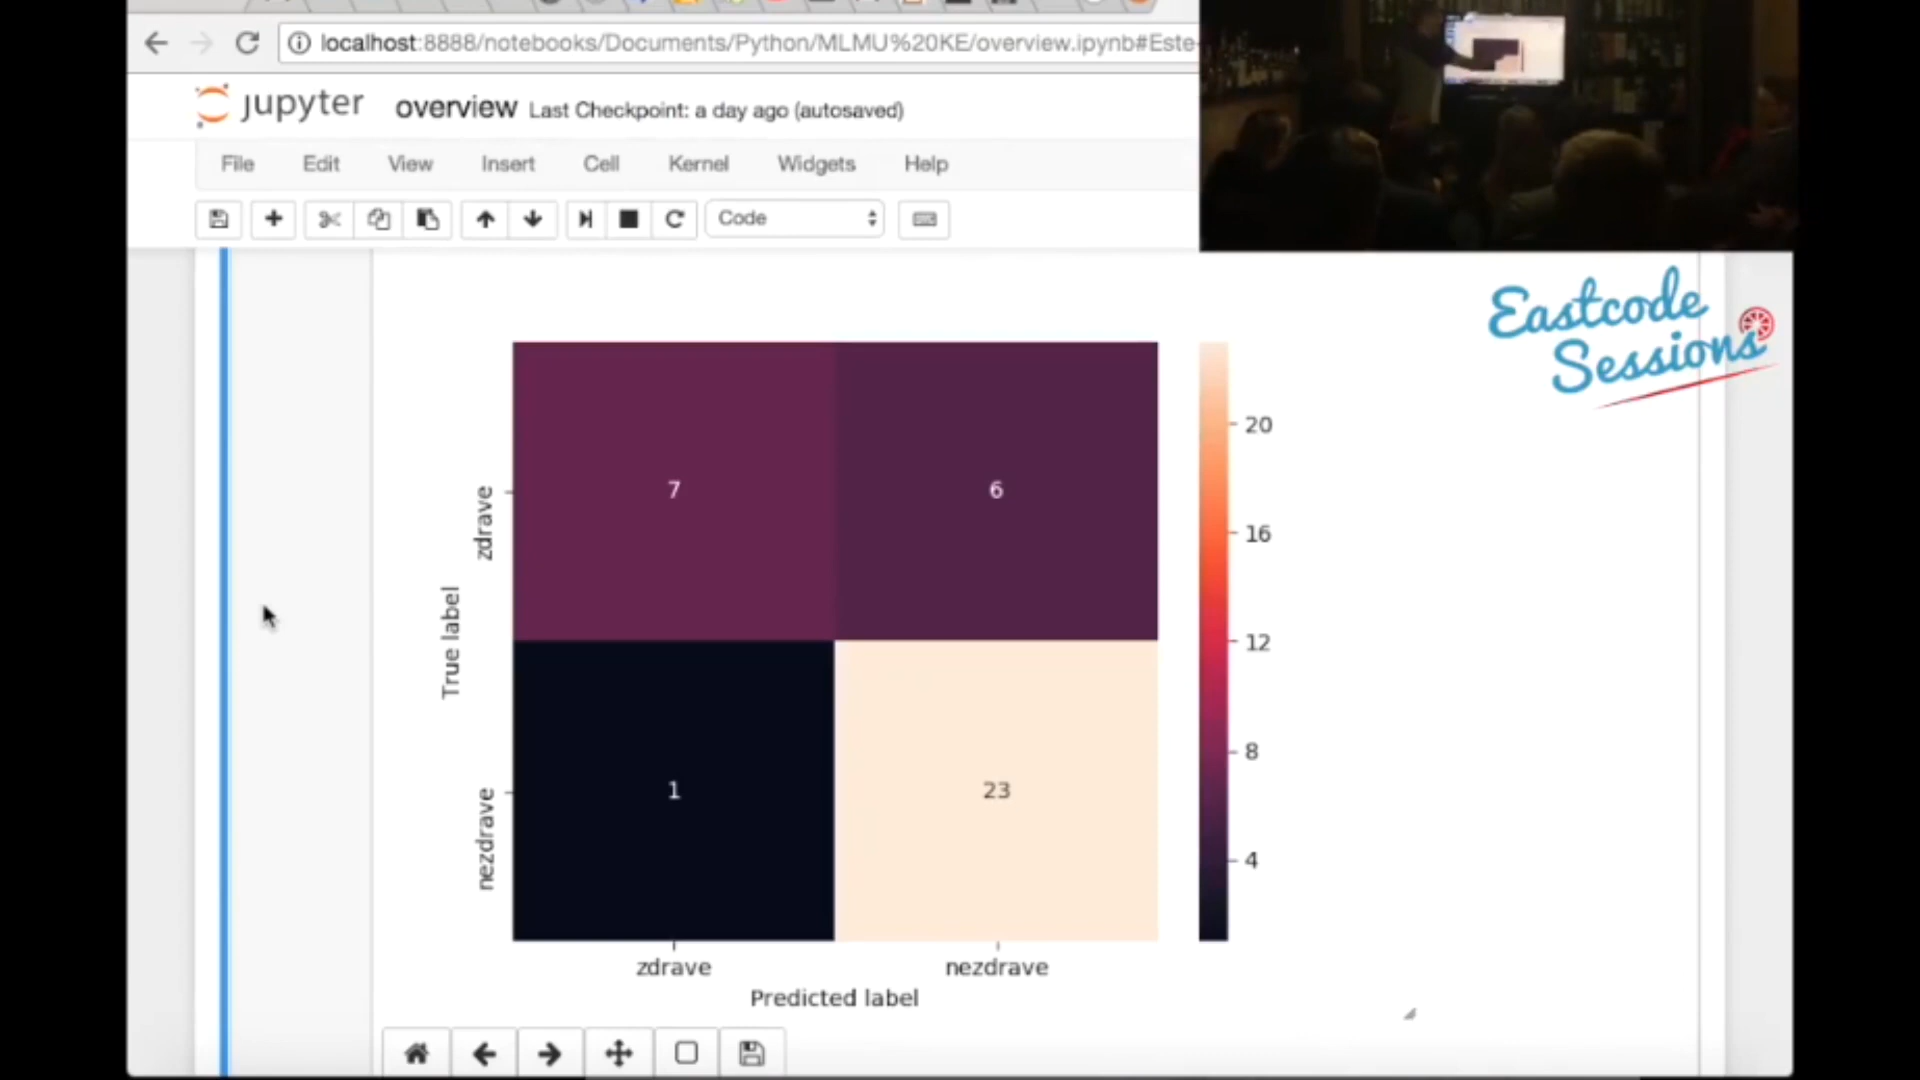 localhost:8888/notebooks/Documents/Python/MLMU%20KE/overview.ipynb#Este-
jupyter overview Last Checkpoint: a day ago (autosaved)
File Edit View Insert Cell Kernel Widgets Help
Code
Eastcode
Sessions
7 6
1 23
True label
zdrave
nezdrave
zdrave nezdrave
Predicted label
20
16
12
8
4